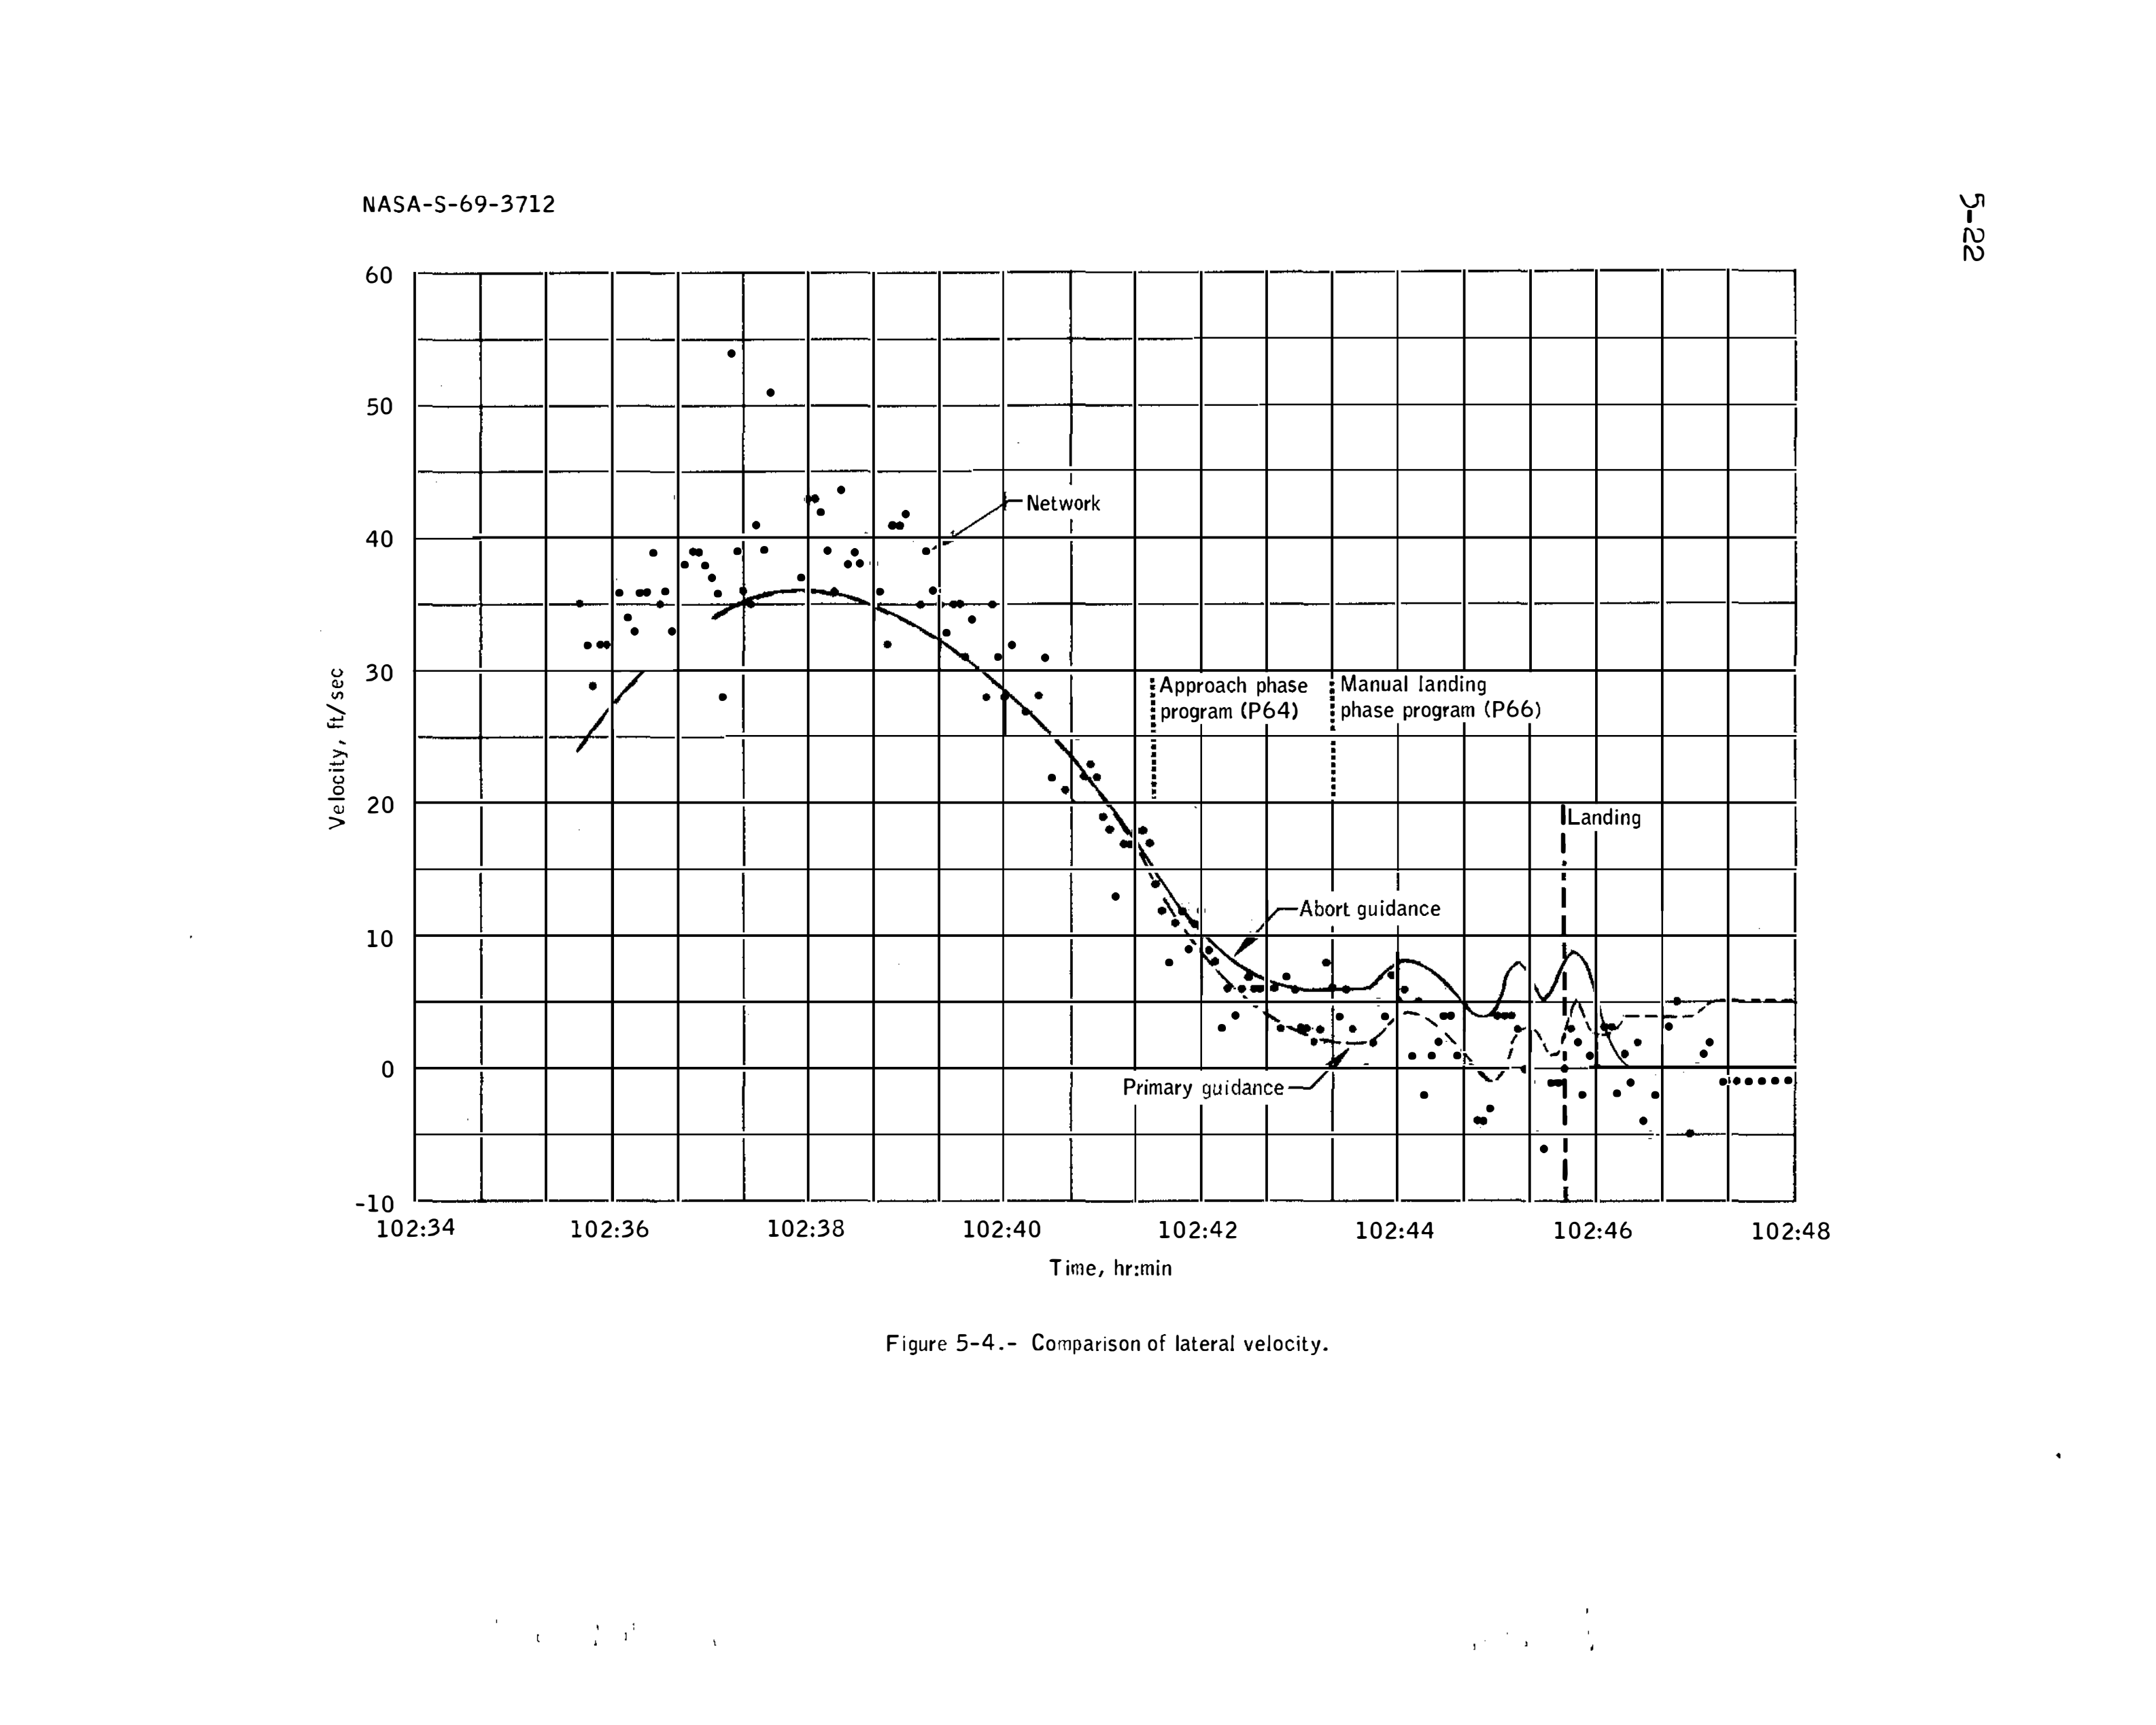 NASA-S-69-3712
5-22
60
50
40
30
20
10
0
-10
Velocity, ft/sec
Network
Approach phase
program (P64)
Manual landing
phase program (P66)
Landing
Abort guidance
Primary guidance
102:34
102:36
102:38
102:40
102:42
102:44
102:46
102:48
Time, hr:min
Figure 5-4.- Comparison of lateral velocity.